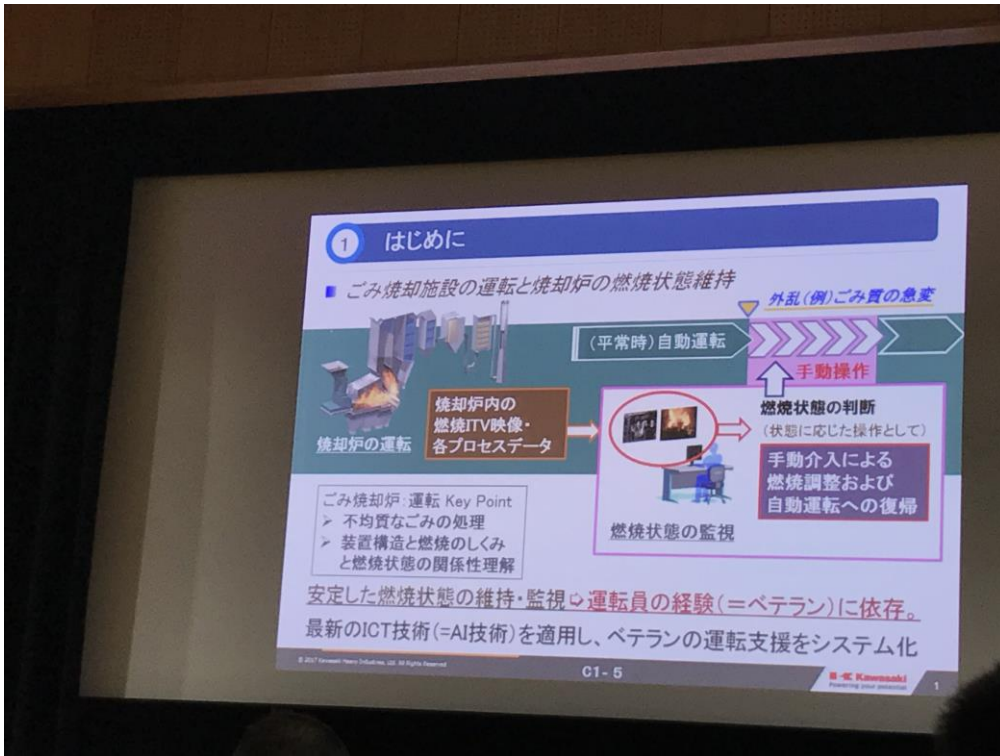 1 はじめに
■ ごみ焼却施設の運転と焼却炉の燃焼状態維持
外乱(例)ごみ質の急変
(平常時)自動運転
手動操作
焼却炉の運転
焼却炉内の
燃焼ITV映像・
各プロセスデータ
燃焼状態の判断
(状態に応じた操作として)
手動介入による
燃焼調整および
自動運転への復帰
燃焼状態の監視
ごみ焼却炉:運転 Key Point
➢ 不均質なごみの処理
➢ 装置構造と燃焼のしくみ
と燃焼状態の関係性理解
安定した燃焼状態の維持・監視⇨運転員の経験(=ベテラン)に依存。
最新のICT技術(=AI技術)を適用し、ベテランの運転支援をシステム化
© 2017 Kawasaki Heavy Industries, Ltd. All Rights Reserved
C1- 5
Kawasaki
Powering your potential
1